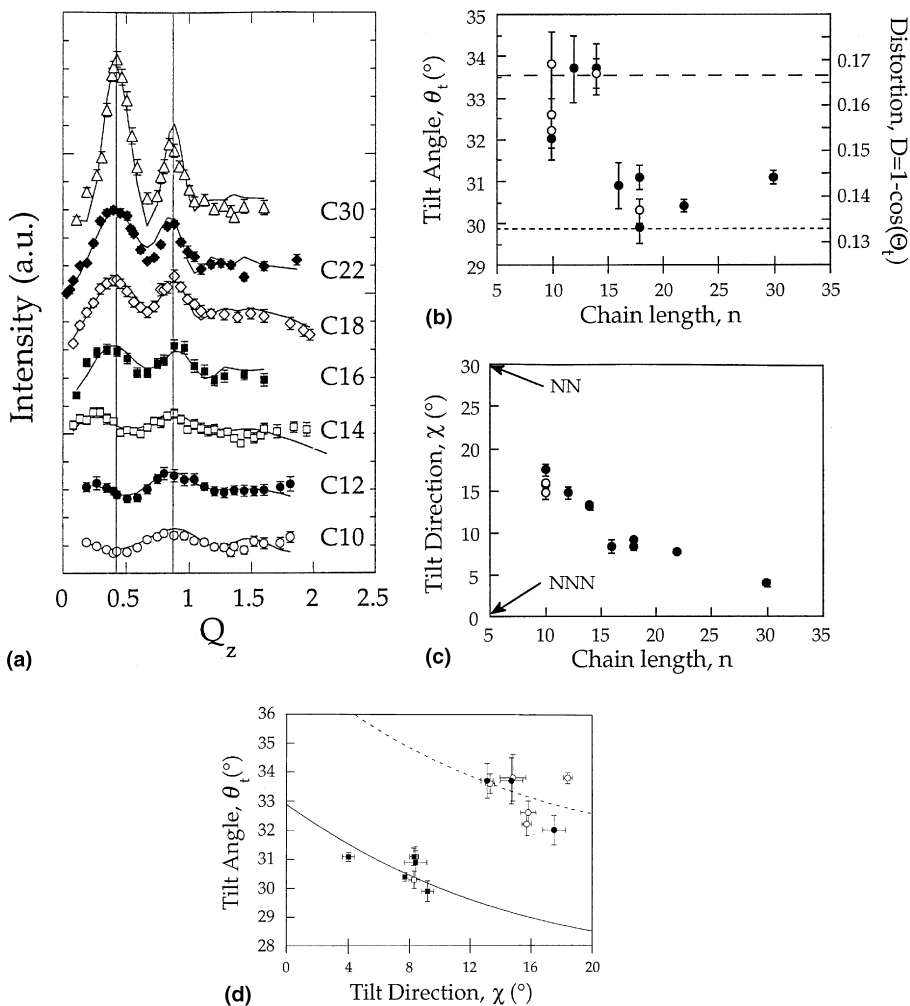 (a)
Intensity (a.u.)
C30
C22
C18
C16
C14
C12
C10
0 0.5 1 1.5 2 2.5
Q_z
(b)
Tilt Angle, θ_t (°)
35
34
33
32
31
30
29
5 10 15 20 25 30 35
Chain length, n
0.17
0.16
0.15
0.14
0.13
Distortion, D=1-cos(Θ_t)
(c)
Tilt Direction, χ (°)
30
25
20
15
10
5
0
NN
NNN
5 10 15 20 25 30 35
Chain length, n
(d)
Tilt Angle, θ_t (°)
36
35
34
33
32
31
30
29
28
0 4 8 12 16 20
Tilt Direction, χ (°)